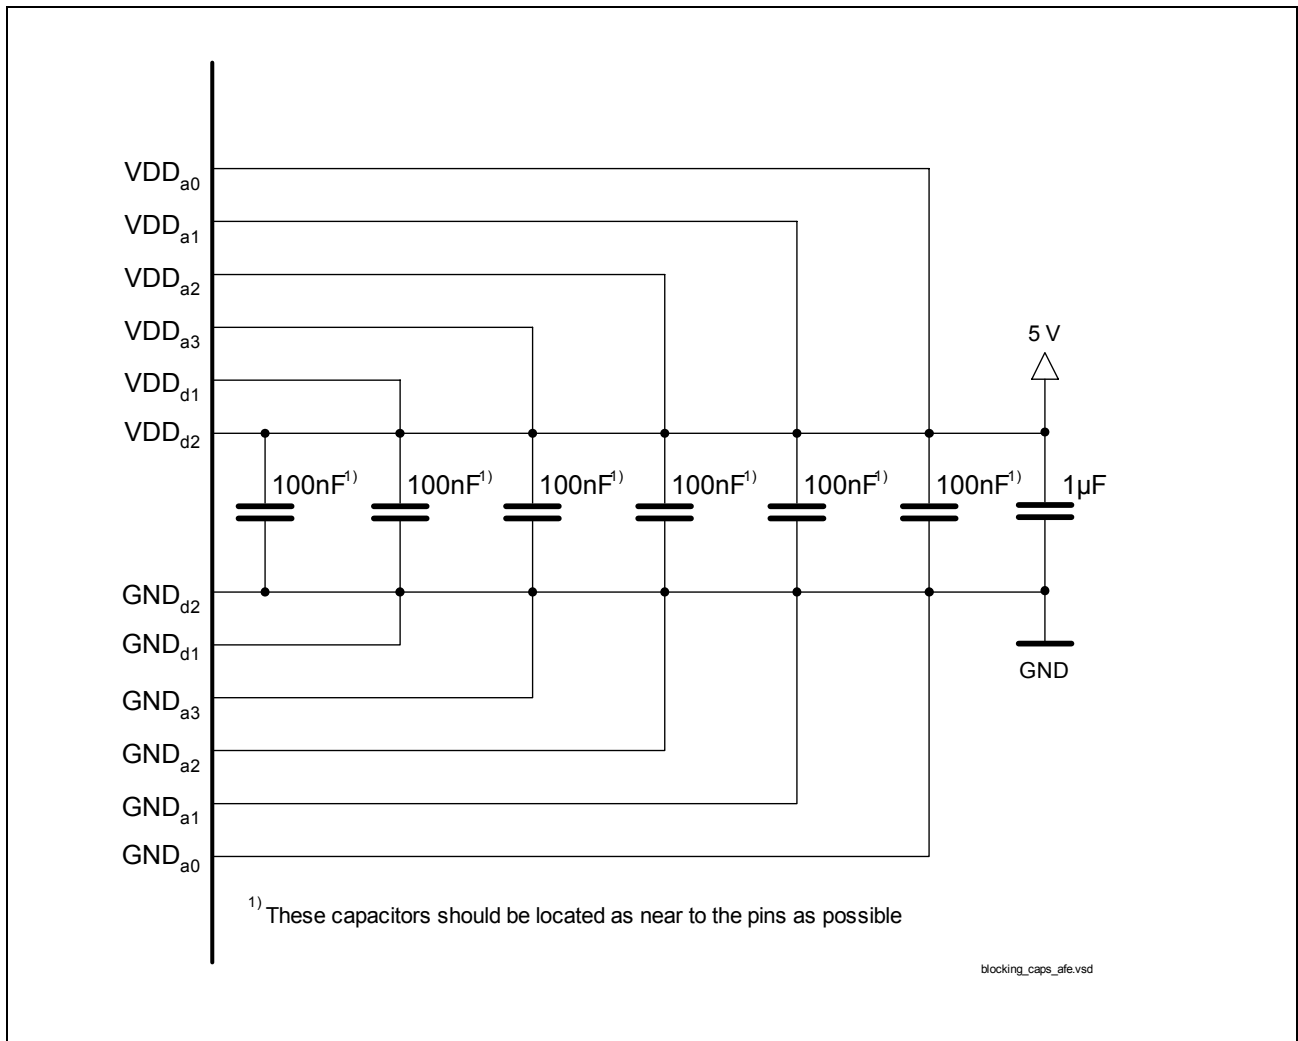 VDDa0
VDDa1
VDDa2
VDDa3
5 V
VDDd1
VDDd2
100nF1) 100nF1) 100nF1) 100nF1) 100nF1) 100nF1) 1µF
GNDd2
GNDd1
GND
GNDa3
GNDa2
GNDa1
GNDa0
1) These capacitors should be located as near to the pins as possible
blocking_caps_afe.vsd